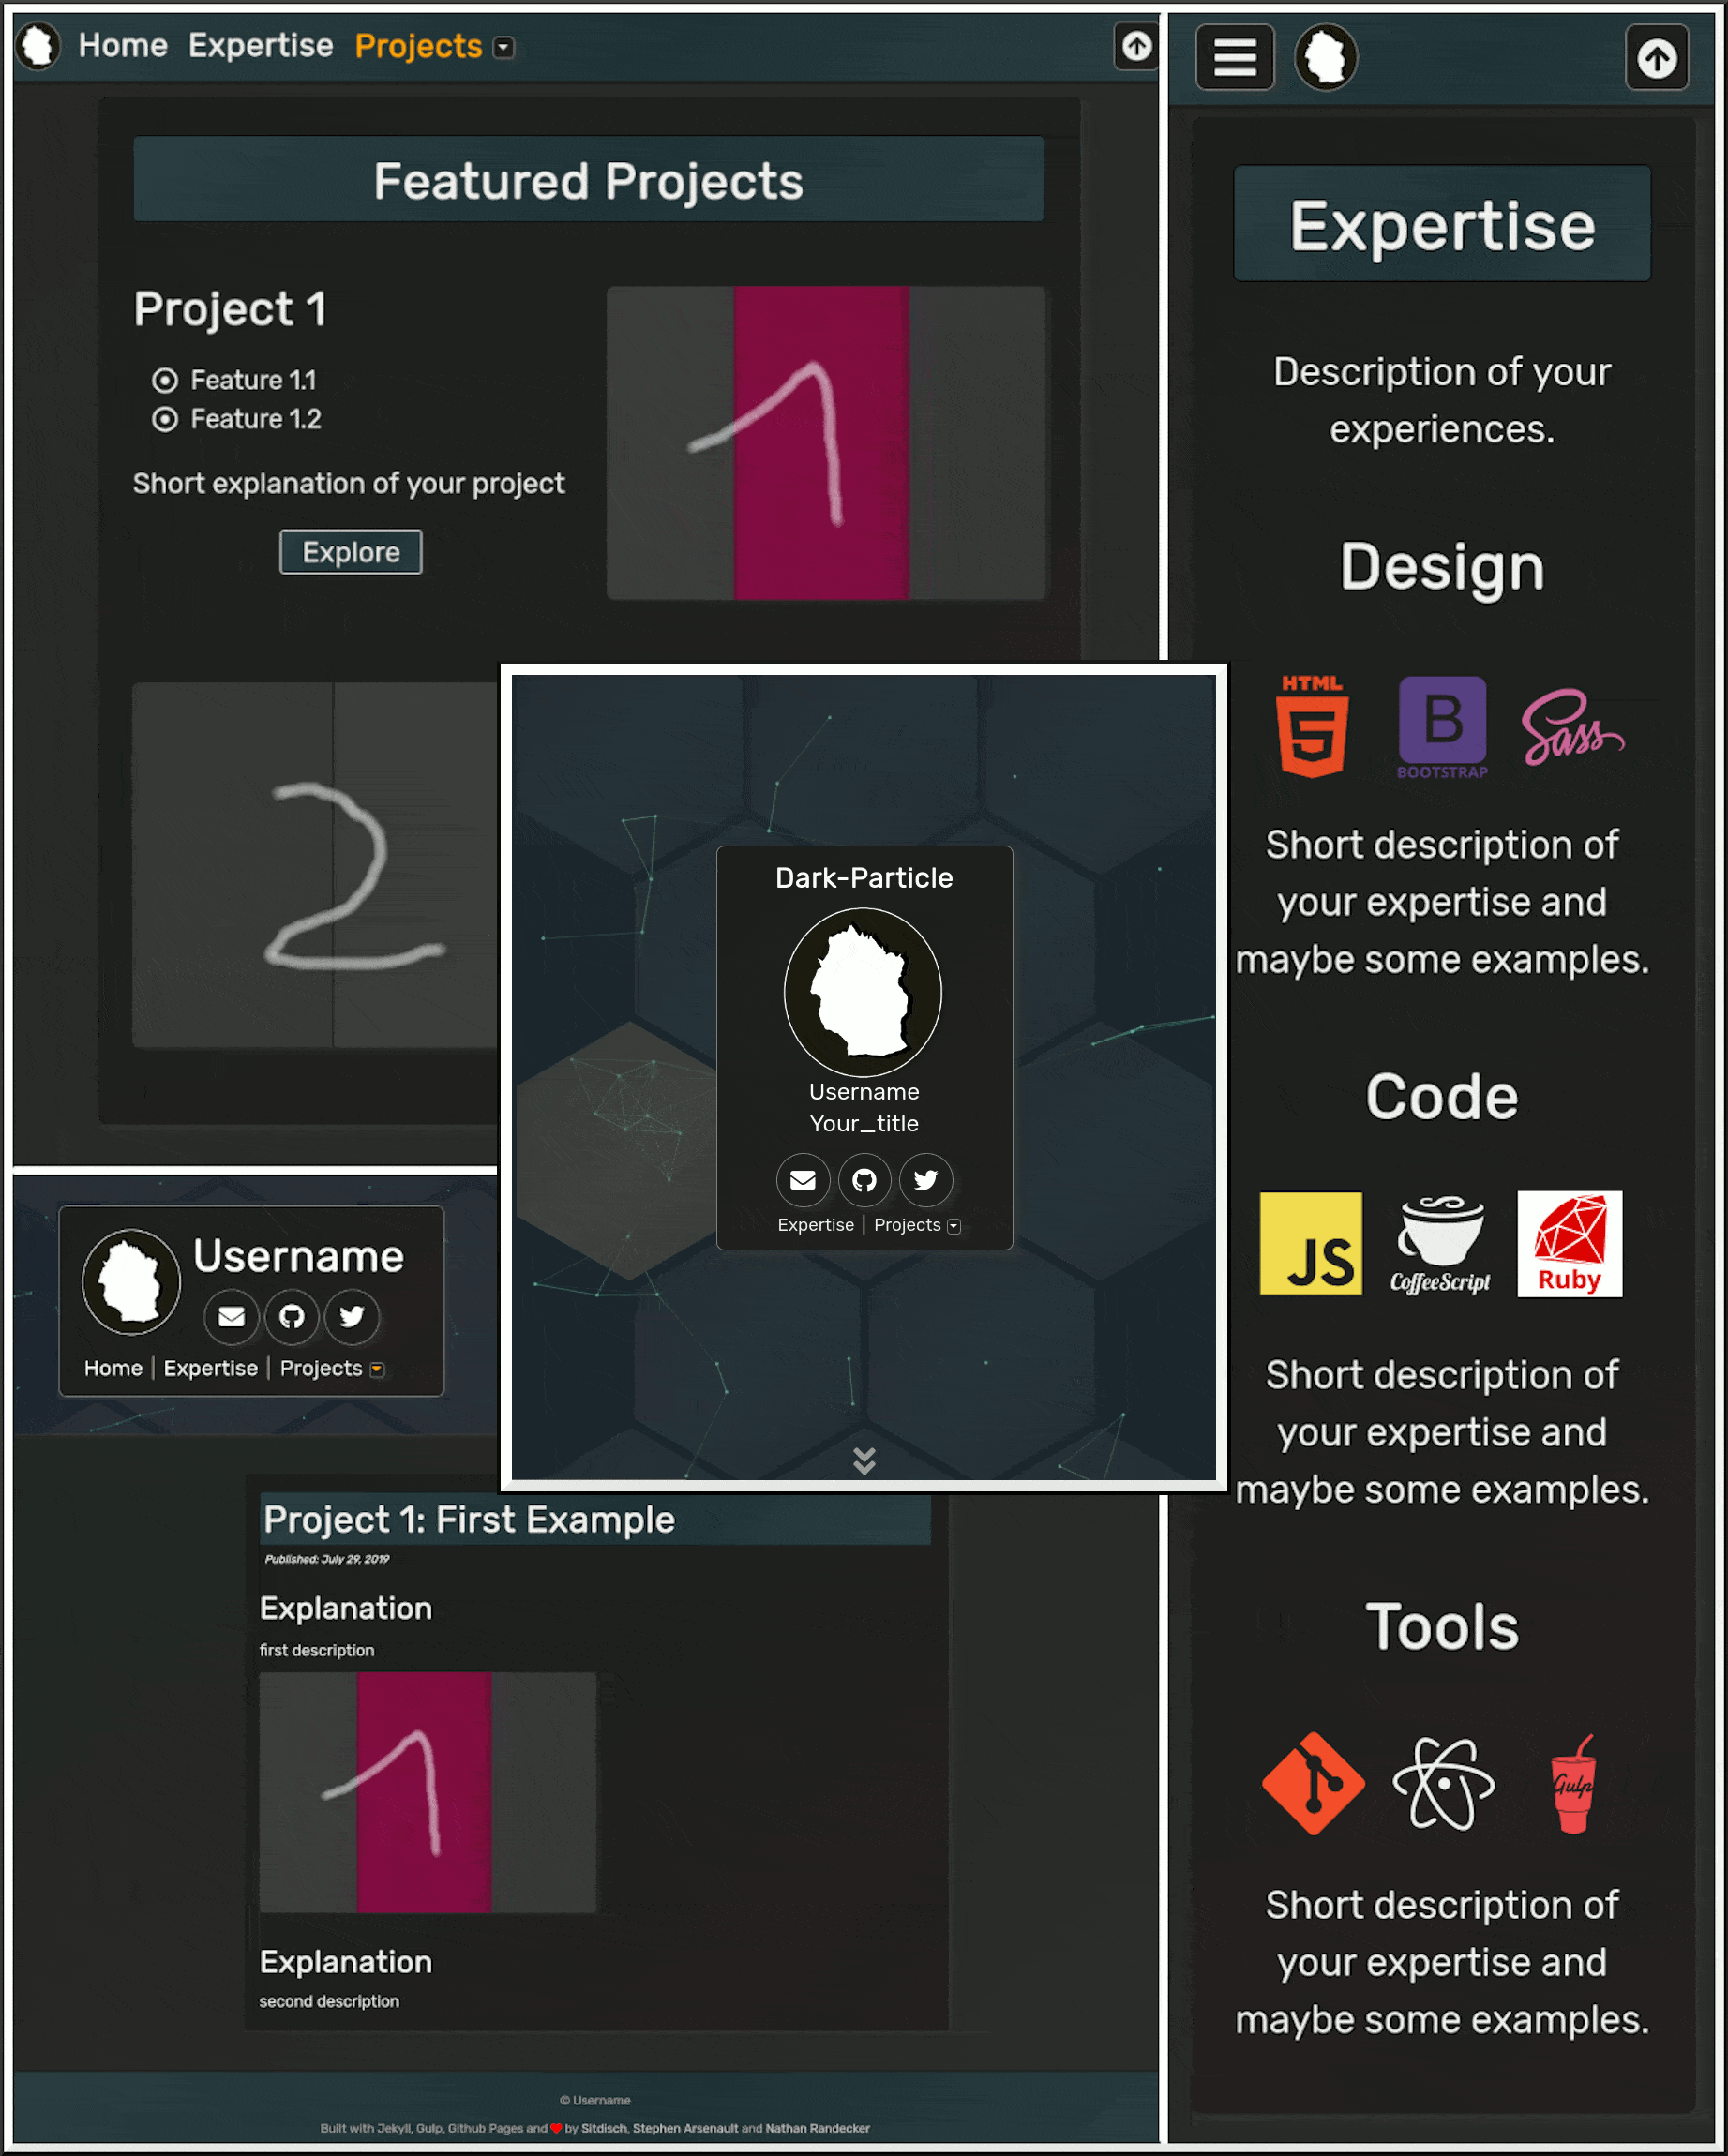 Home Expertise Projects
Featured Projects
Project 1
Feature 1.1
Feature 1.2
Short explanation of your project
Explore
1
2
Expertise
Description of your
experiences.
Design
HTML
5
B
BOOTSTRAP
Sass
Short description of
your expertise and
maybe some examples.
Code
JS
CoffeeScript
Ruby
Short description of
your expertise and
maybe some examples.
Tools
Gulp
Short description of
your expertise and
maybe some examples.
Dark-Particle
Username
Your_title
Expertise | Projects
Username
Home | Expertise | Projects
Project 1: First Example
Published: July 29, 2019
Explanation
first description
1
Explanation
second description
© Username
Built with Jekyll, Gulp, Github Pages and ❤ by Sitdisch, Stephen Arsenault and Nathan Randecker